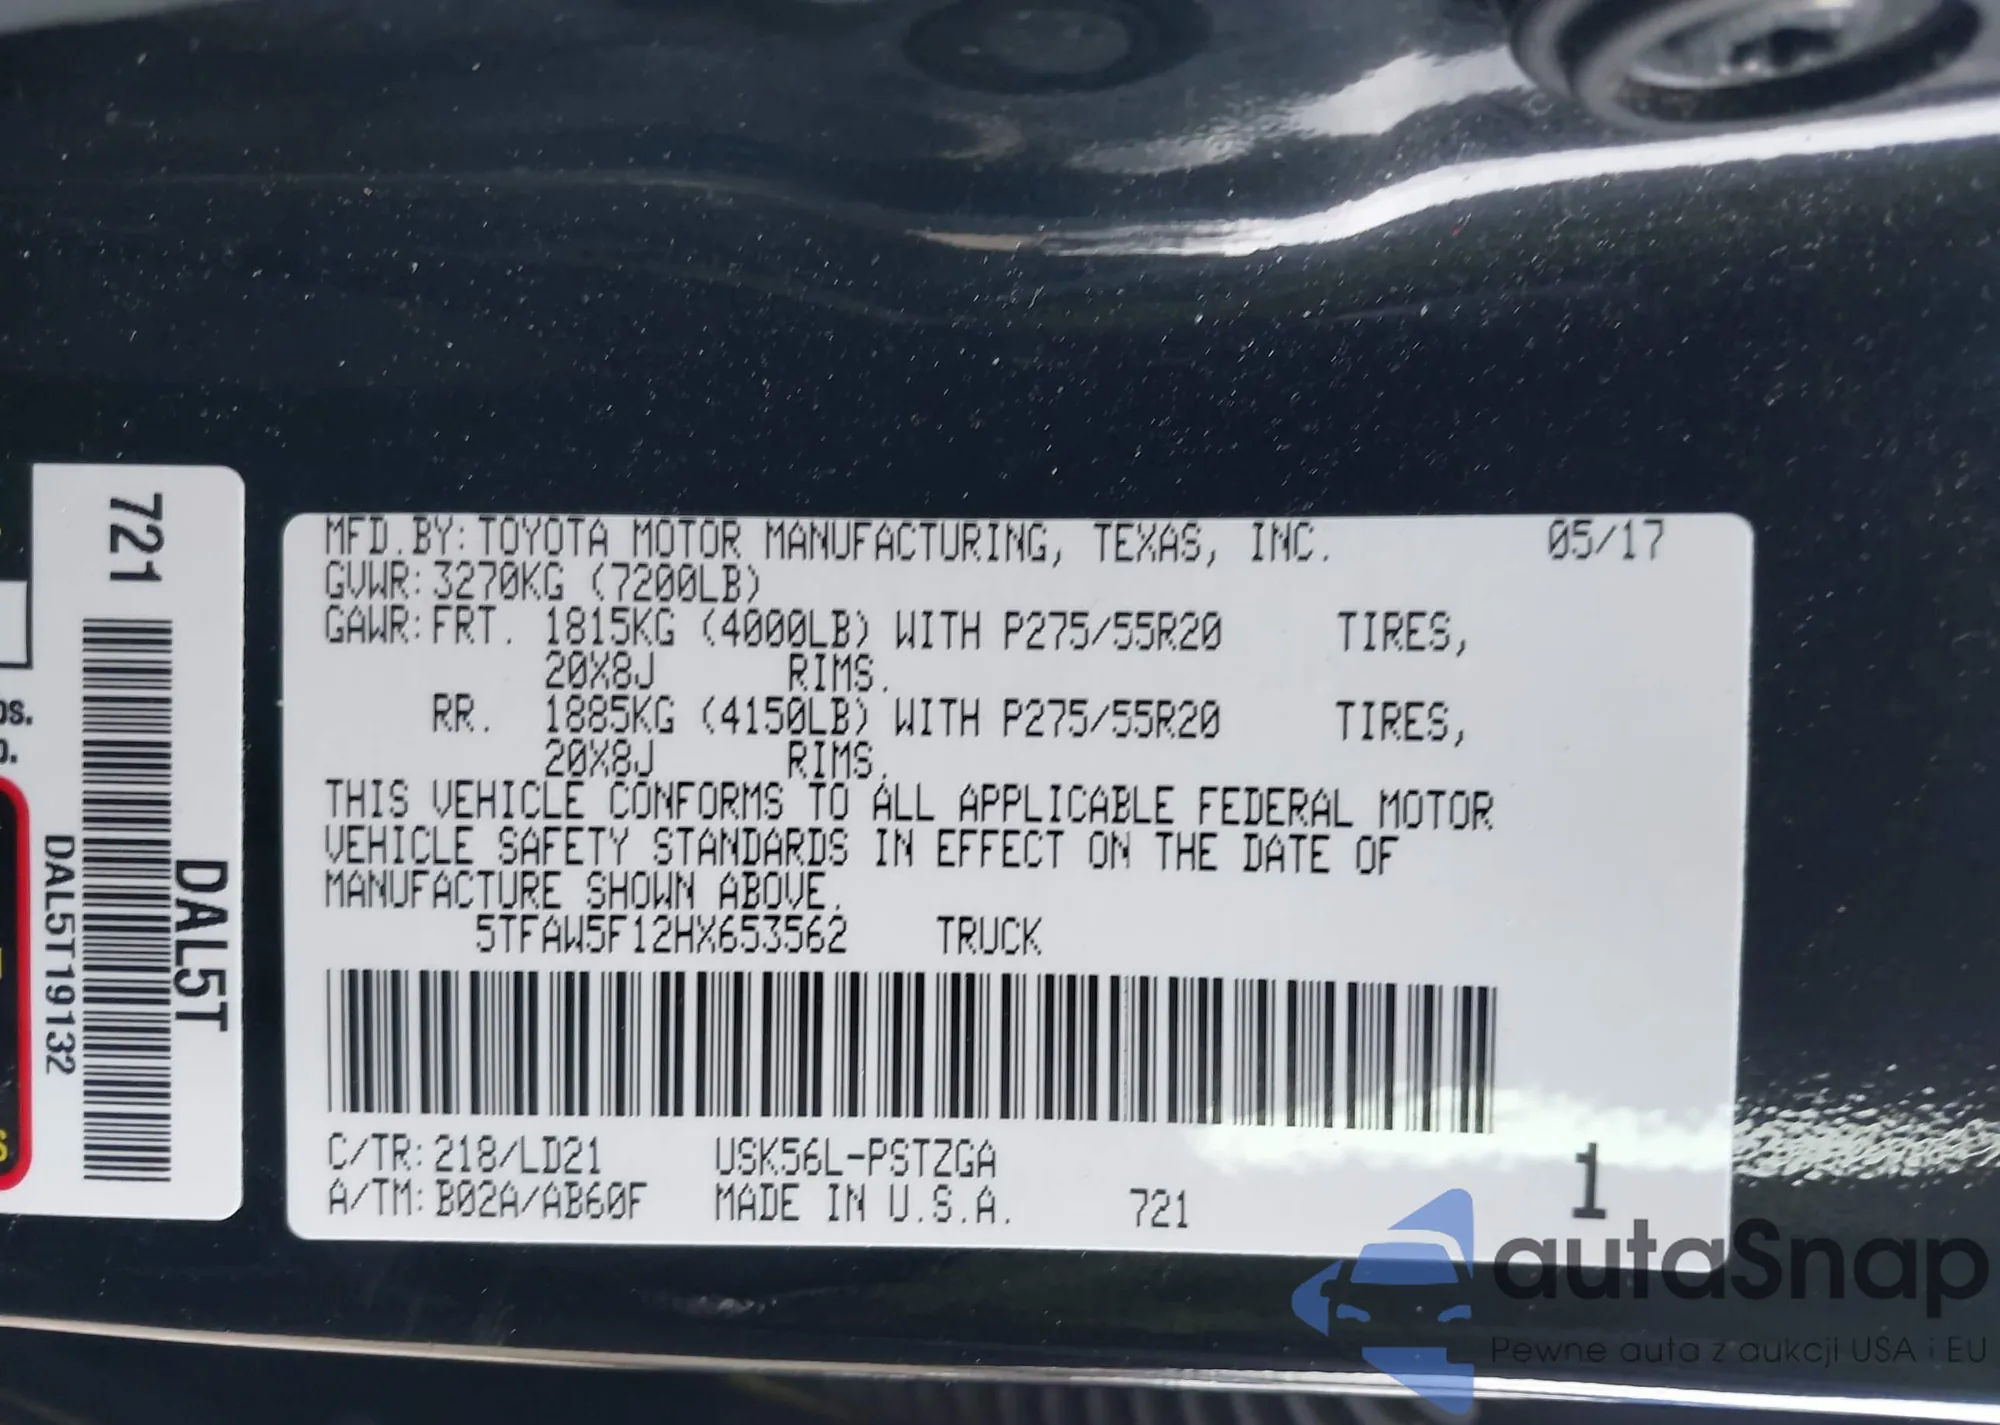 MFD.BY:TOYOTA MOTOR MANUFACTURING, TEXAS, INC. 05/17
GVWR:3270KG (7200LB)
GAWR:FRT. 1815KG (4000LB) WITH P275/55R20 TIRES,
20X8J RIMS.
RR. 1885KG (4150LB) WITH P275/55R20 TIRES,
20X8J RIMS.
THIS VEHICLE CONFORMS TO ALL APPLICABLE FEDERAL MOTOR
VEHICLE SAFETY STANDARDS IN EFFECT ON THE DATE OF
MANUFACTURE SHOWN ABOVE.
5TFAW5F12HX653562 TRUCK
C/TR:218/LD21 USK56L-PSTZGA
A/TM:B02A/AB60F MADE IN U.S.A. 721
1
721
DAL5T
DAL5T19132
autaSnap
Pewne auta z aukcji USA i EU